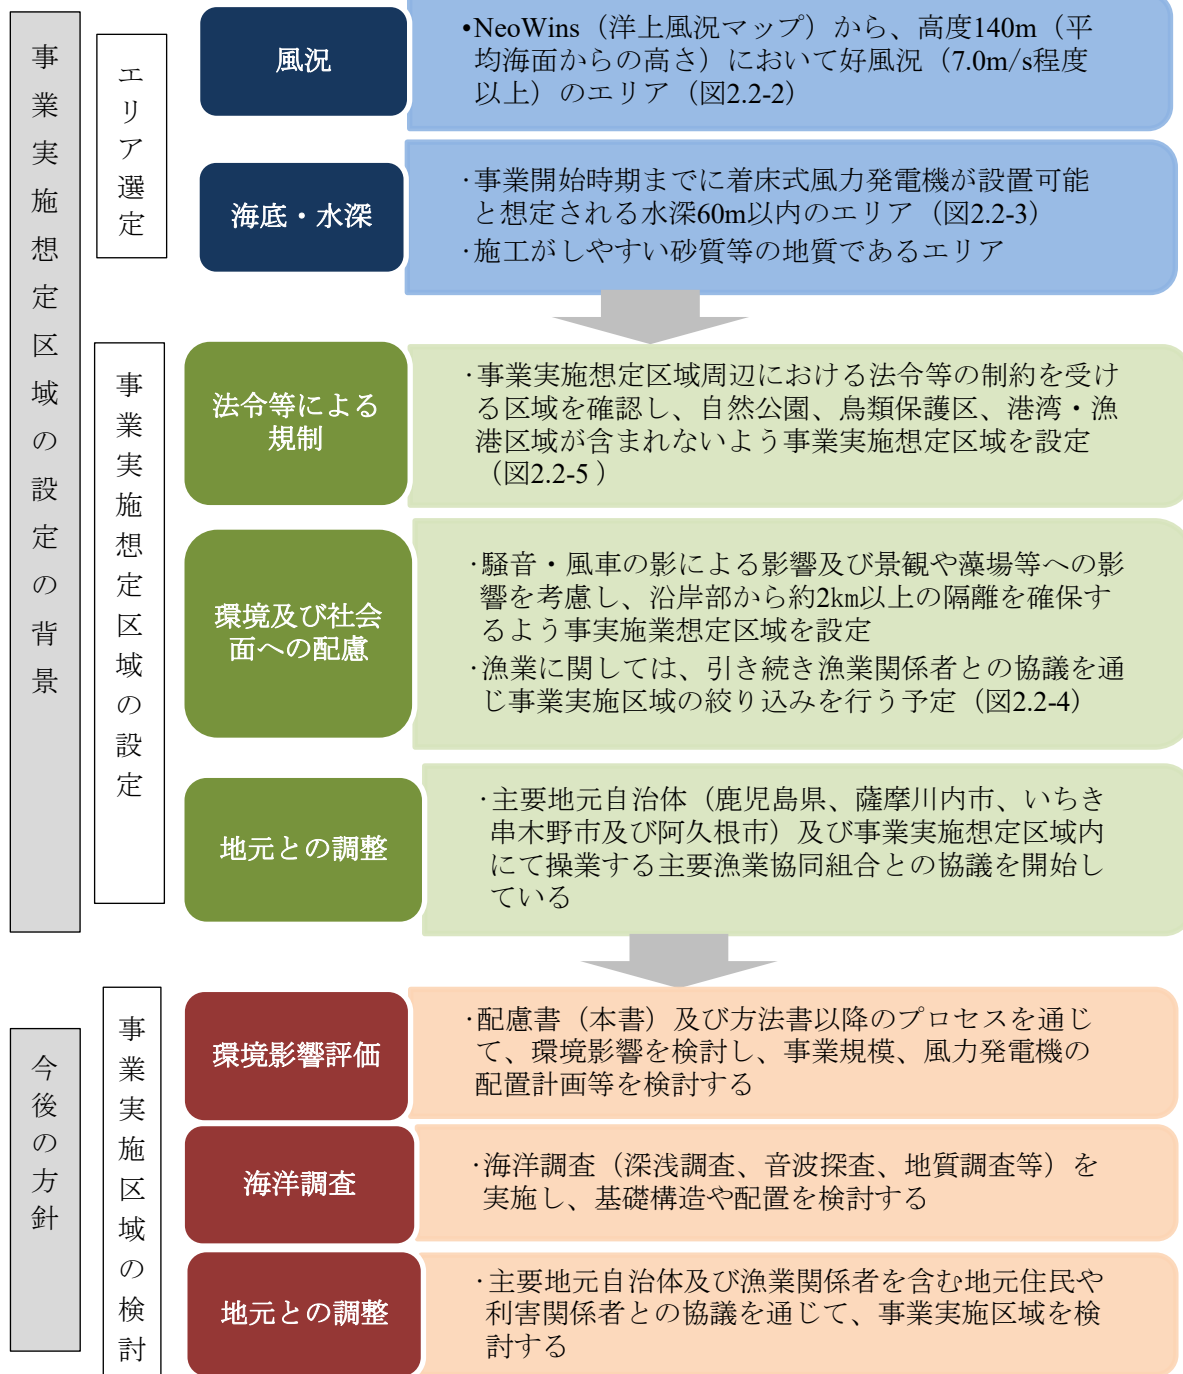 事業実施想定区域の設定の背景
エリア選定
風況
•NeoWins（洋上風況マップ）から、高度140m（平
均海面からの高さ）において好風況（7.0m/s程度
以上）のエリア（図2.2-2）
海底・水深
·事業開始時期までに着床式風力発電機が設置可能
と想定される水深60m以内のエリア（図2.2-3）
·施工がしやすい砂質等の地質であるエリア
事業実施想定区域の設定
法令等による
規制
·事業実施想定区域周辺における法令等の制約を受け
る区域を確認し、自然公園、鳥類保護区、港湾・漁
港区域が含まれないよう事業実施想定区域を設定
（図2.2-5 ）
環境及び社会
面への配慮
·騒音・風車の影による影響及び景観や藻場等への影
響を考慮し、沿岸部から約2㎞以上の隔離を確保す
るよう事実施業想定区域を設定
·漁業に関しては、引き続き漁業関係者との協議を通
じ事業実施区域の絞り込みを行う予定（図2.2-4）
地元との調整
·主要地元自治体（鹿児島県、薩摩川内市、いちき
串木野市及び阿久根市）及び事業実施想定区域内
にて操業する主要漁業協同組合との協議を開始し
ている
今後の方針
事業実施区域の検討
環境影響評価
·配慮書（本書）及び方法書以降のプロセスを通じ
て、環境影響を検討し、事業規模、風力発電機の
配置計画等を検討する
海洋調査
·海洋調査（深浅調査、音波探査、地質調査等）を
実施し、基礎構造や配置を検討する
地元との調整
·主要地元自治体及び漁業関係者を含む地元住民や
利害関係者との協議を通じて、事業実施区域を検
討する